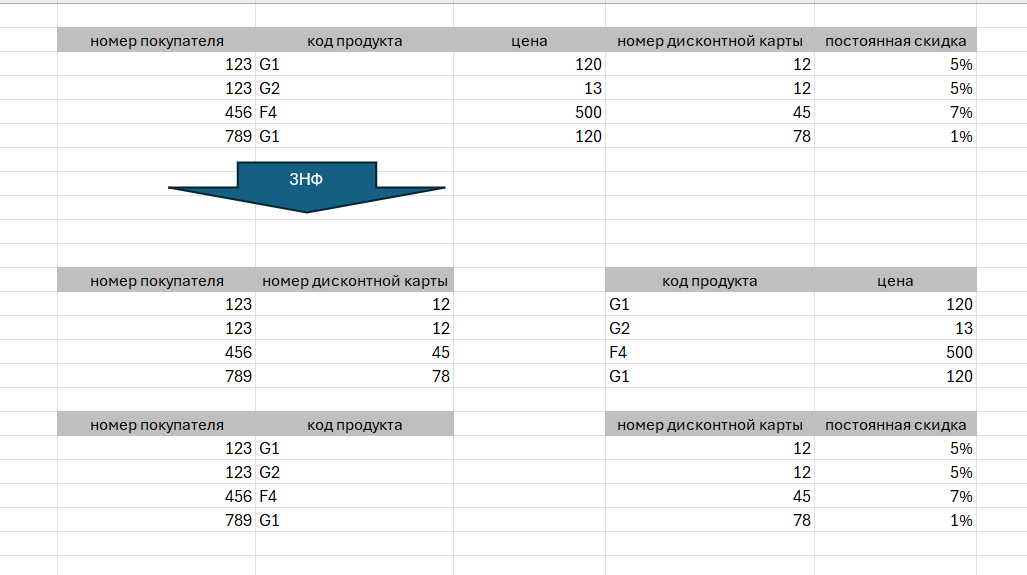 номер покупателя код продукта цена номер дисконтной карты постоянная скидка
123 G1 120 12 5%
123 G2 13 12 5%
456 F4 500 45 7%
789 G1 120 78 1%
3НФ
номер покупателя номер дисконтной карты код продукта цена
123 12 G1 120
123 12 G2 13
456 45 F4 500
789 78 G1 120
номер покупателя код продукта номер дисконтной карты постоянная скидка
123 G1 12 5%
123 G2 12 5%
456 F4 45 7%
789 G1 78 1%